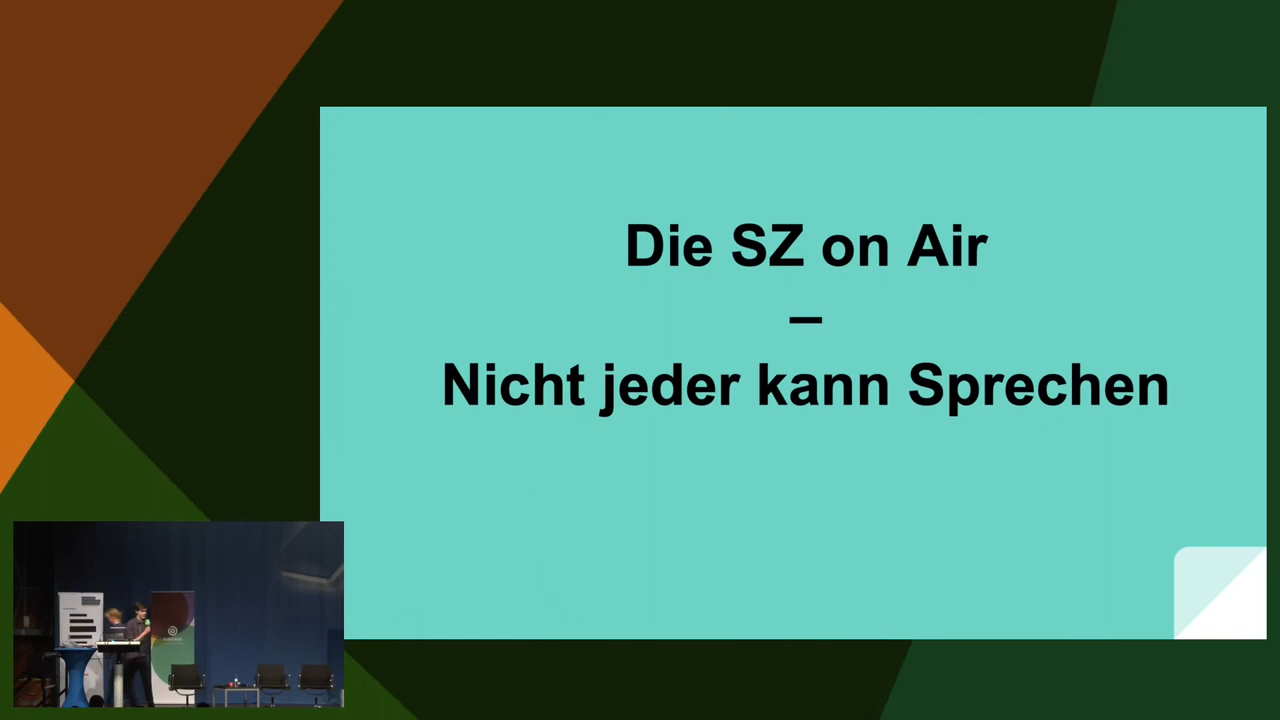 Die SZ on Air
–
Nicht jeder kann Sprechen